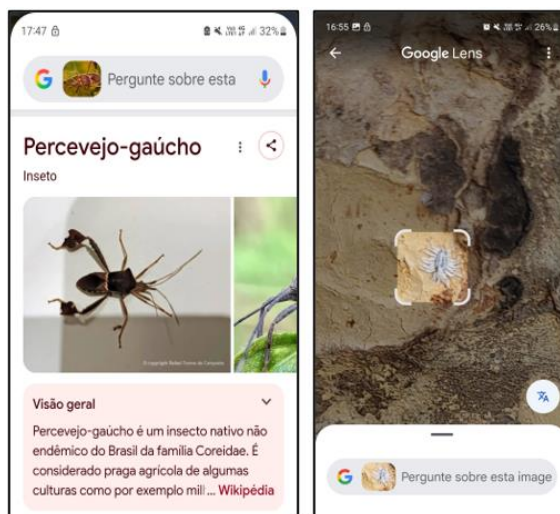 17:47
32%
Pergunte sobre esta
Percevejo-gaúcho
Inseto
Visão geral
Percevejo-gaúcho é um insecto nativo não
endêmico do Brasil da família Coreidae. É
considerado praga agrícola de algumas
culturas como por exemplo mil... Wikipédia
16:55
26%
Google Lens
Pergunte sobre esta image